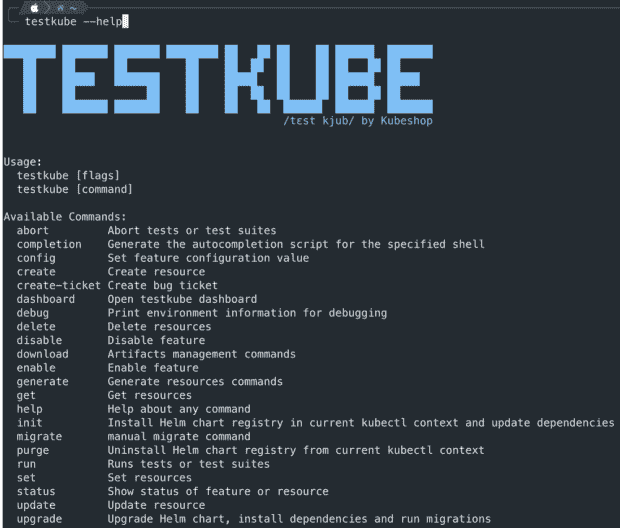 ~
testkube --help
TESTKUBE
/tɛst kjub/ by Kubeshop
Usage:
testkube [flags]
testkube [command]
Available Commands:
abort Abort tests or test suites
completion Generate the autocompletion script for the specified shell
config Set feature configuration value
create Create resource
create-ticket Create bug ticket
dashboard Open testkube dashboard
debug Print environment information for debugging
delete Delete resources
disable Disable feature
download Artifacts management commands
enable Enable feature
generate Generate resources commands
get Get resources
help Help about any command
init Install Helm chart registry in current kubectl context and update dependencies
migrate manual migrate command
purge Uninstall Helm chart registry from current kubectl context
run Runs tests or test suites
set Set resources
status Show status of feature or resource
update Update resource
upgrade Upgrade Helm chart, install dependencies and run migrations